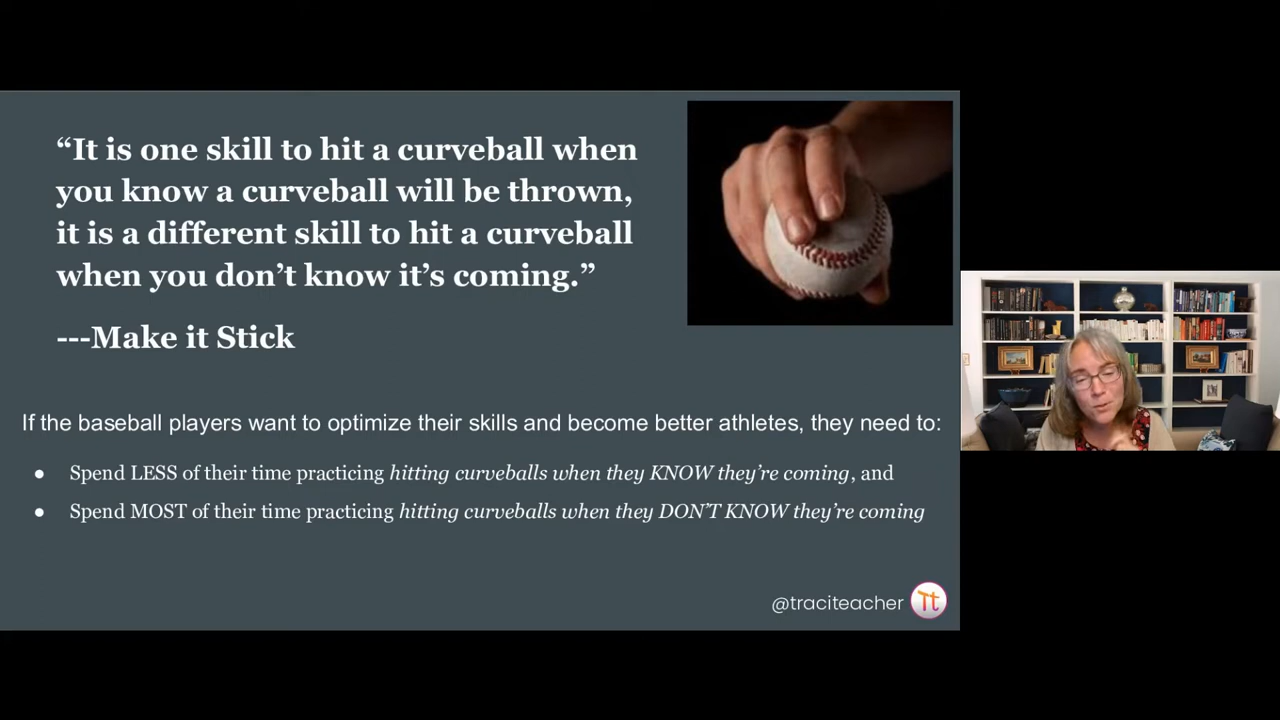 “It is one skill to hit a curveball when
you know a curveball will be thrown,
it is a different skill to hit a curveball
when you don’t know it’s coming.”
---Make it Stick
If the baseball players want to optimize their skills and become better athletes, they need to:
● Spend LESS of their time practicing hitting curveballs when they KNOW they’re coming, and
● Spend MOST of their time practicing hitting curveballs when they DON’T KNOW they’re coming
@traciteacher Tt